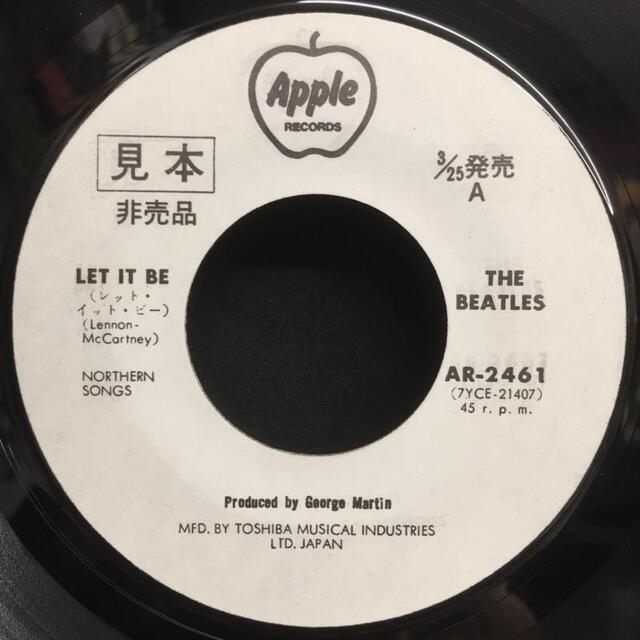 Apple
RECORDS
見本
非売品
3/25発売
A
LET IT BE
(レット・
イット・ビー)
(Lennon-
McCartney)
NORTHERN
SONGS
THE
BEATLES
AR-2461
(7YCE-21407)
45 r. p. m.
Produced by George Martin
MFD. BY TOSHIBA MUSICAL INDUSTRIES
LTD. JAPAN